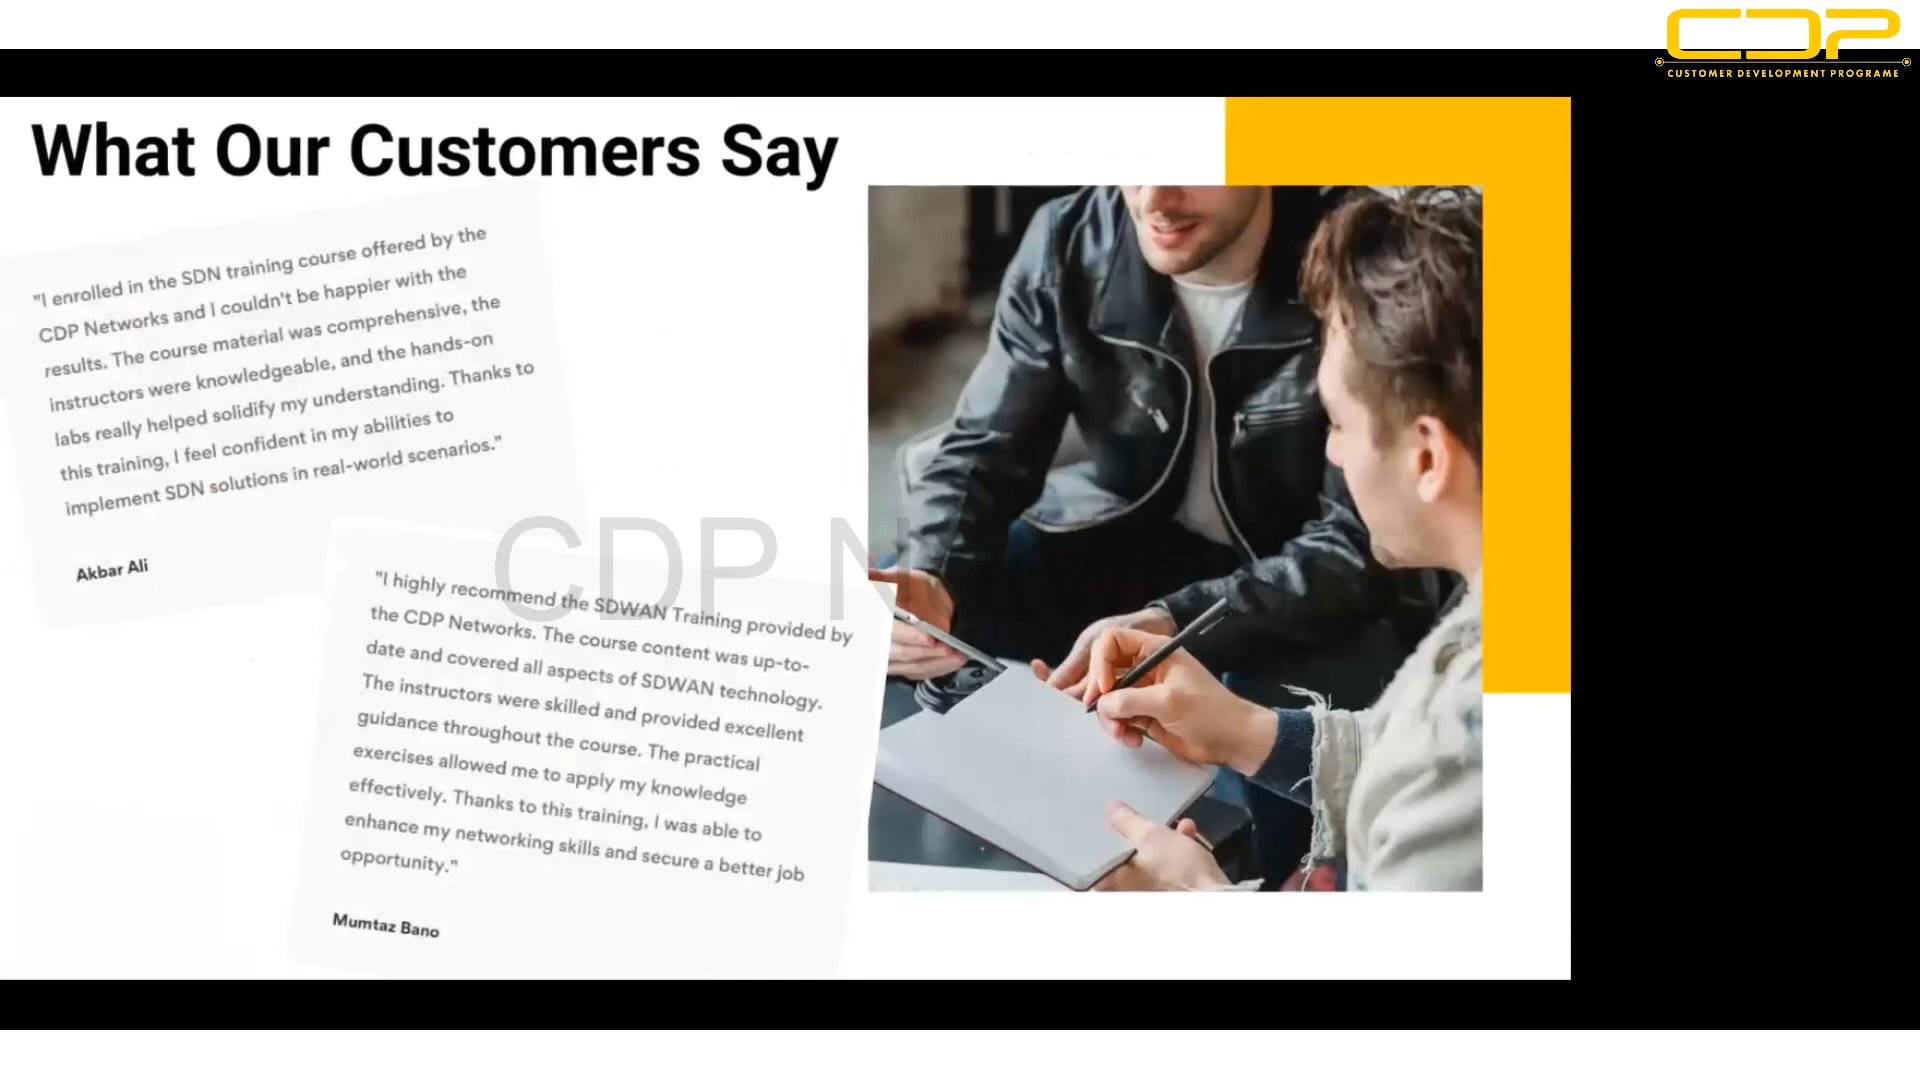 CDP
CUSTOMER DEVELOPMENT PROGRAME
What Our Customers Say
"I enrolled in the SDN training course offered by the
CDP Networks and I couldn't be happier with the
results. The course material was comprehensive, the
instructors were knowledgeable, and the hands-on
labs really helped solidify my understanding. Thanks to
this training, I feel confident in my abilities to
implement SDN solutions in real-world scenarios."
Akbar Ali
CDP N
"I highly recommend the SDWAN Training provided by
the CDP Networks. The course content was up-to-
date and covered all aspects of SDWAN technology.
The instructors were skilled and provided excellent
guidance throughout the course. The practical
exercises allowed me to apply my knowledge
effectively. Thanks to this training, I was able to
enhance my networking skills and secure a better job
opportunity."
Mumtaz Bano